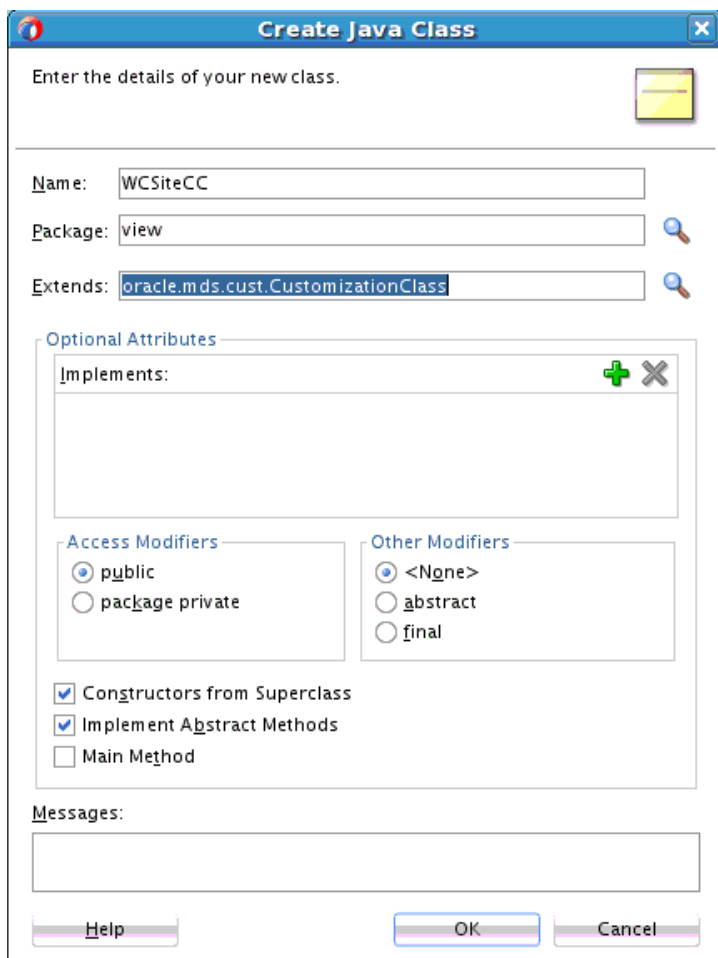 Create Java Class
Enter the details of your new class.
Name: WCSiteCC
Package: view
Extends: oracle.mds.cust.CustomizationClass
Optional Attributes
Implements:
Access Modifiers
public
package private
Other Modifiers
<None>
abstract
final
Constructors from Superclass
Implement Abstract Methods
Main Method
Messages:
Help OK Cancel